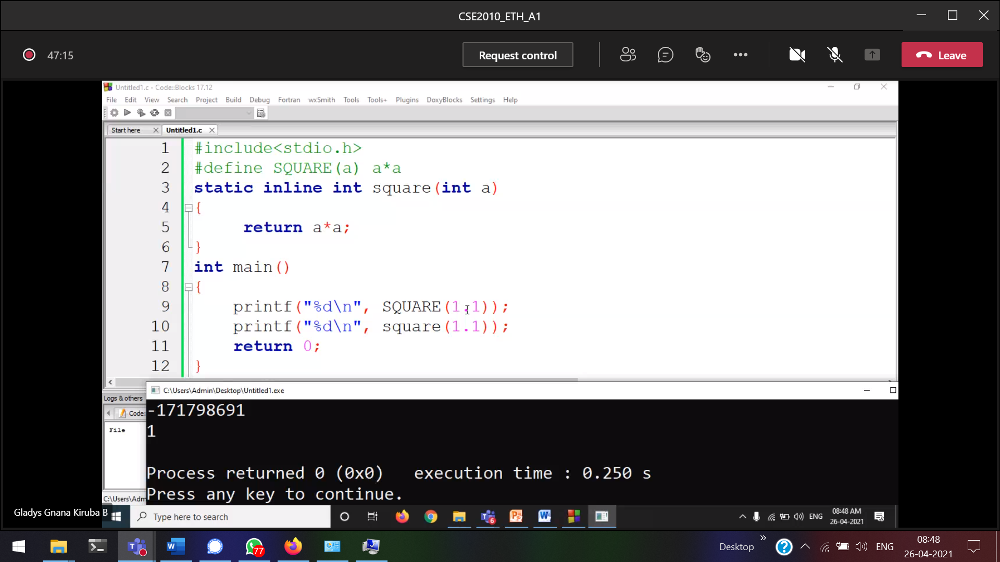 CSE2010_ETH_A1
47:15
Request control
Leave
Untitled1.c - Code::Blocks 17.12
File Edit View Search Project Build Debug Fortran wxSmith Tools Tools+ Plugins DoxyBlocks Settings Help
Start here Untitled1.c
1 #include<stdio.h>
2 #define SQUARE(a) a*a
3 static inline int square(int a)
4 {
5 return a*a;
6 }
7 int main()
8 {
9 printf("%d\n", SQUARE(1.1));
10 printf("%d\n", square(1.1));
11 return 0;
12 }
C:\Users\Admin\Desktop\Untitled1.exe
Logs & others
Code:
File
-171798691
1
Process returned 0 (0x0) execution time : 0.250 s
Press any key to continue.
C:\Users\Adm
Gladys Gnana Kiruba B
Type here to search
6
ENG
08:48 AM
26-04-2021
77
Desktop
ENG
08:48
26-04-2021